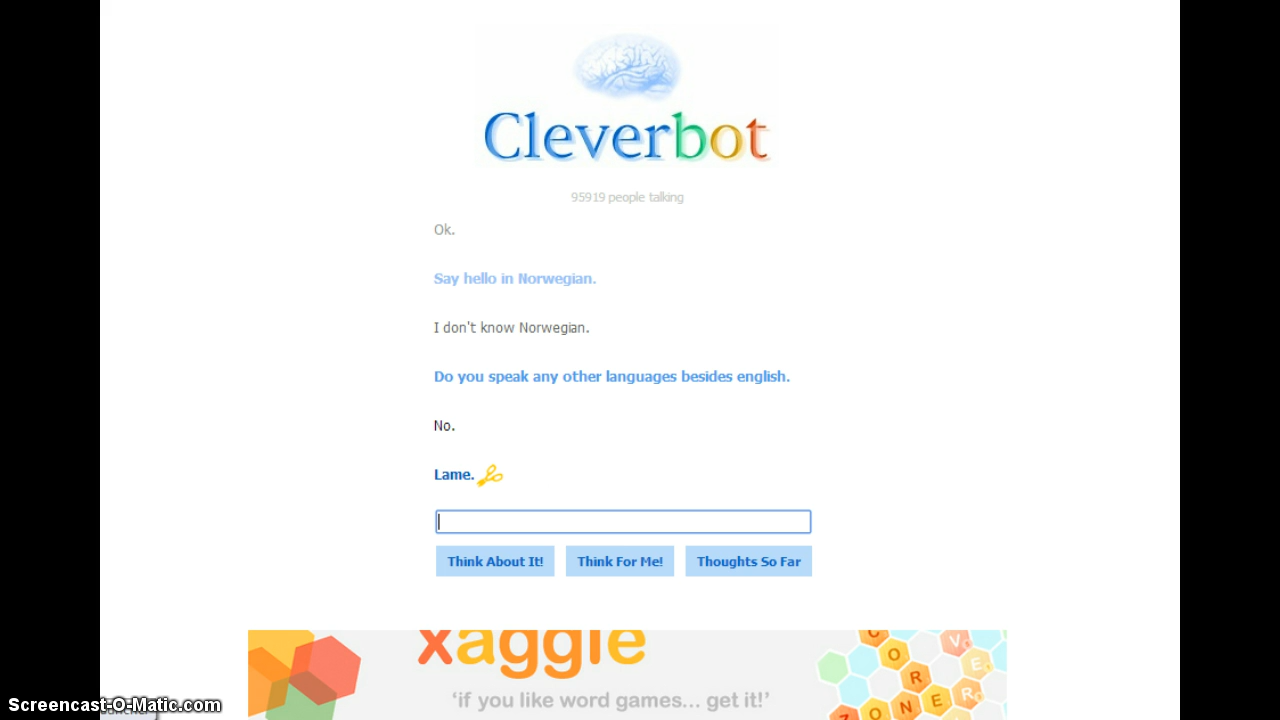 Cleverbot
95919 people talking
Ok.
Say hello in Norwegian.
I don't know Norwegian.
Do you speak any other languages besides english.
No.
Lame.
Think About It! Think For Me! Thoughts So Far
xaggle
'if you like word games... get it!'
C O R E V E R
Z O N E R
Screencast-O-Matic.com